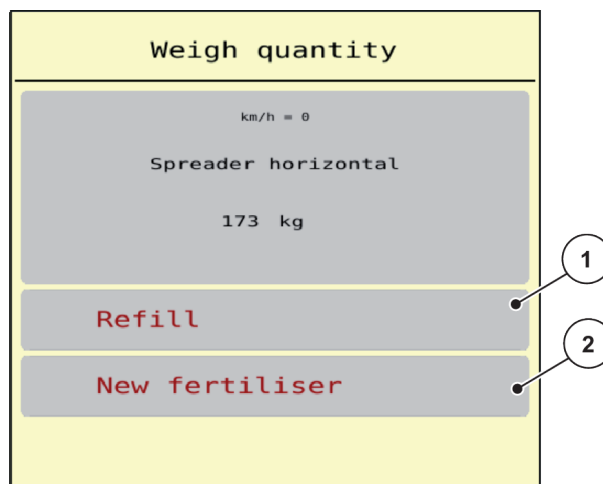 Weigh quantity
km/h = 0
Spreader horizontal
173 kg
1
Refill
2
New fertiliser